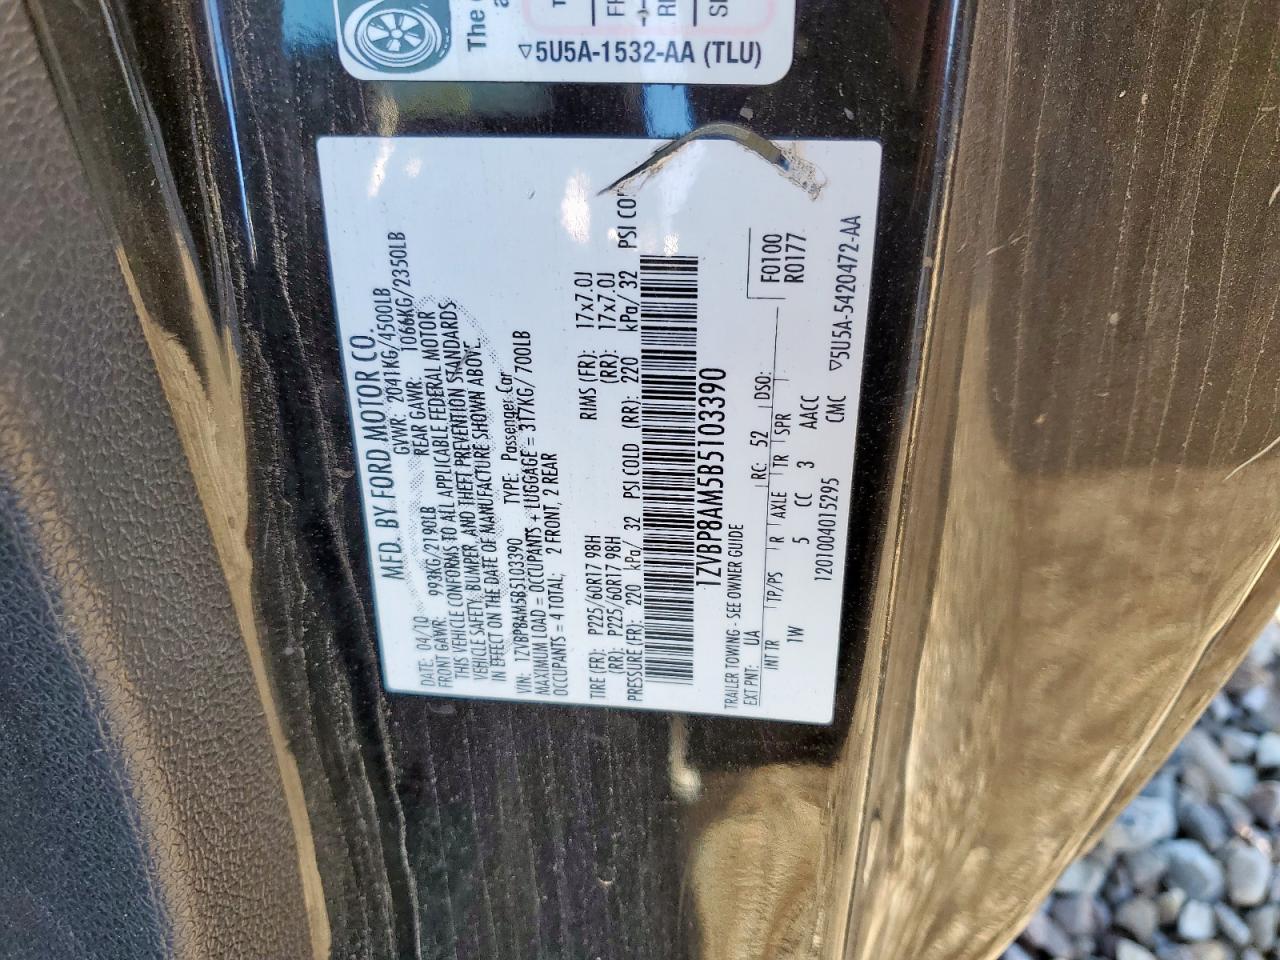 The
▽5U5A-1532-AA (TLU)
MFD. BY FORD MOTOR CO.
DATE: 04/10 GVWR: 2041KG/4500LB
FRONT GAWR: 993KG/2190LB REAR GAWR: 1066KG/2350LB
THIS VEHICLE CONFORMS TO ALL APPLICABLE FEDERAL MOTOR
VEHICLE SAFETY, BUMPER, AND THEFT PREVENTION STANDARDS
IN EFFECT ON THE DATE OF MANUFACTURE SHOWN ABOVE.
VIN: 1ZVBP8AM5B5103390 TYPE: Passenger Car
MAXIMUM LOAD = OCCUPANTS + LUGGAGE = 317KG/700LB
OCCUPANTS = 4 TOTAL; 2 FRONT, 2 REAR
TIRE (FR): P225/60R17 98H RIMS (FR): 17x7.0J
(RR): P225/60R17 98H (RR): 17x7.0J
PRESSURE (FR): 220 kPa/ 32 PSI COLD (RR): 220 kPa/ 32 PSI
1ZVBP8AM5B5103390
TRAILER TOWING - SEE OWNER GUIDE
EXT PNT: UA RC: 52 DSO: F0100
R0177
INT TR TP/PS R AXLE TR SPR
1W 5 CC 3 AACC
1201004015295 CMC ▽5U5A-5420472-AA